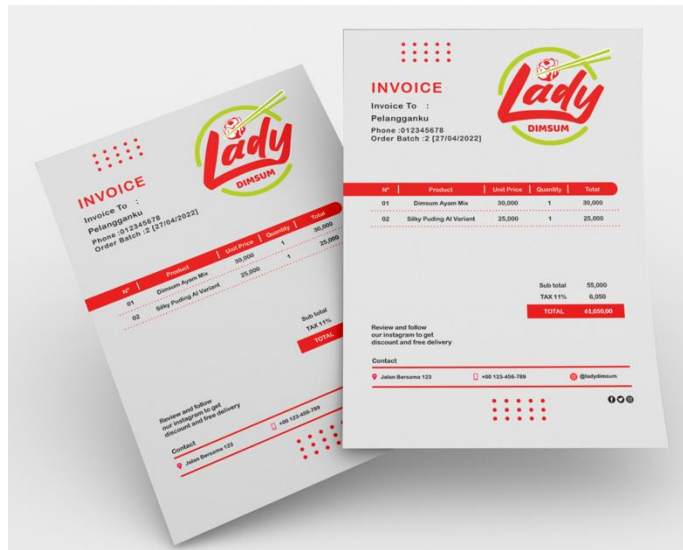 Lady
DIMSUM
INVOICE
Invoice To :
Pelangganku
Phone :012345678
Order Batch :2 [27/04/2022]
N° Product Unit Price Quantity Total
01 Dimsum Ayam Mix 30,000 1 30,000
02 Silky Puding Al Variant 25,000 1 25,000
Sub total
TAX 11%
TOTAL
Review and follow
our instagram to get
discount and free delivery
Contact
Jalan Bersama 123 +00 123-456-789
Lady
DIMSUM
INVOICE
Invoice To :
Pelangganku
Phone :012345678
Order Batch :2 [27/04/2022]
N° Product Unit Price Quantity Total
01 Dimsum Ayam Mix 30,000 1 30,000
02 Silky Puding Al Variant 25,000 1 25,000
Sub total 55,000
TAX 11% 6,050
TOTAL 61,050,00
Review and follow
our instagram to get
discount and free delivery
Contact
Jalan Bersama 123 +00 123-456-789 @ladydimsum